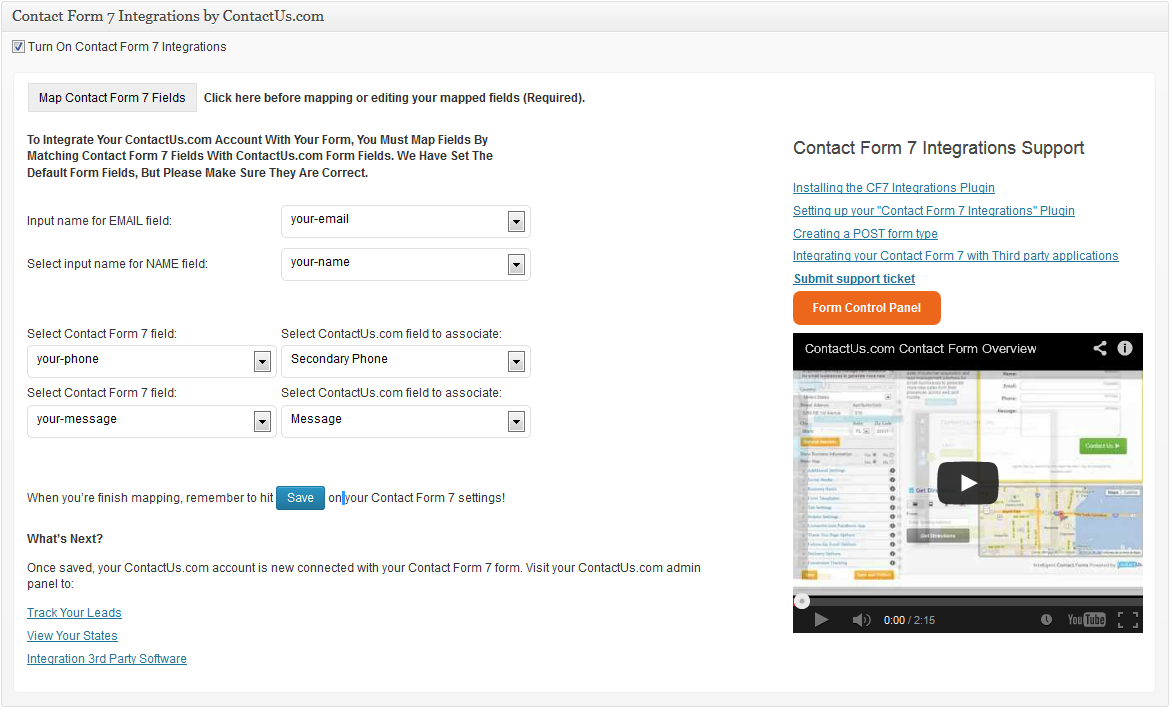 Contact Form 7 Integrations by ContactUs.com
Turn On Contact Form 7 Integrations
Map Contact Form 7 Fields Click here before mapping or editing your mapped fields (Required).
To Integrate Your ContactUs.com Account With Your Form, You Must Map Fields By
Matching Contact Form 7 Fields With ContactUs.com Form Fields. We Have Set The
Default Form Fields, But Please Make Sure They Are Correct.
Input name for EMAIL field: your-email
Select input name for NAME field: your-name
Select Contact Form 7 field: Select ContactUs.com field to associate:
your-phone Secondary Phone
Select Contact Form 7 field: Select ContactUs.com field to associate:
your-message Message
When you're finish mapping, remember to hit Save on your Contact Form 7 settings!
What's Next?
Once saved, your ContactUs.com account is new connected with your Contact Form 7 form. Visit your ContactUs.com admin
panel to:
Track Your Leads
View Your States
Integration 3rd Party Software
Contact Form 7 Integrations Support
Installing the CF7 Integrations Plugin
Setting up your "Contact Form 7 Integrations" Plugin
Creating a POST form type
Integrating your Contact Form 7 with Third party applications
Submit support ticket
Form Control Panel
ContactUs.com Contact Form Overview
Name:
Email:
Phone:
Message:
Contact Us
Get Directions
0:00 / 2:15
YouTube